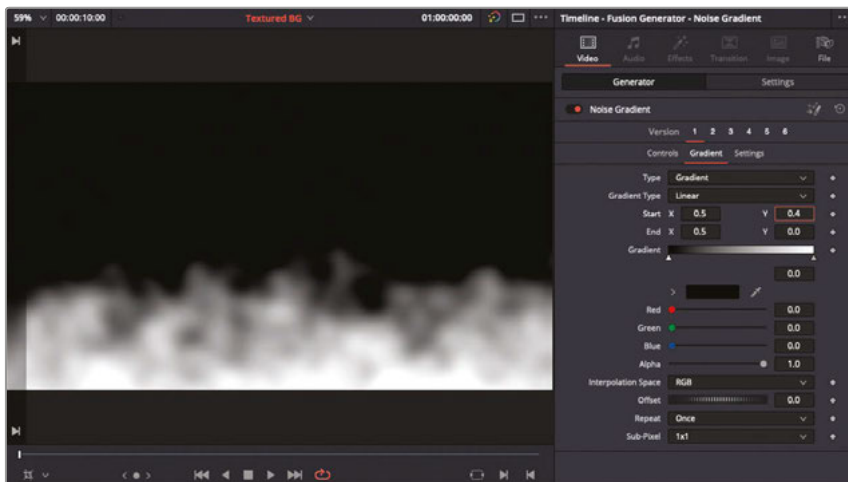 59% 00:00:10:00 Textured BG 01:00:00:00
Timeline - Fusion Generator - Noise Gradient
Video Audio Effects Transition Image File
Generator Settings
Noise Gradient
Version 1 2 3 4 5 6
Controls Gradient Settings
Type Gradient
Gradient Type Linear
Start X 0.5 Y 0.4
End X 0.5 Y 0.0
Gradient
0.0
Red 0.0
Green 0.0
Blue 0.0
Alpha 1.0
Interpolation Space RGB
Offset 0.0
Repeat Once
Sub-Pixel 1x1